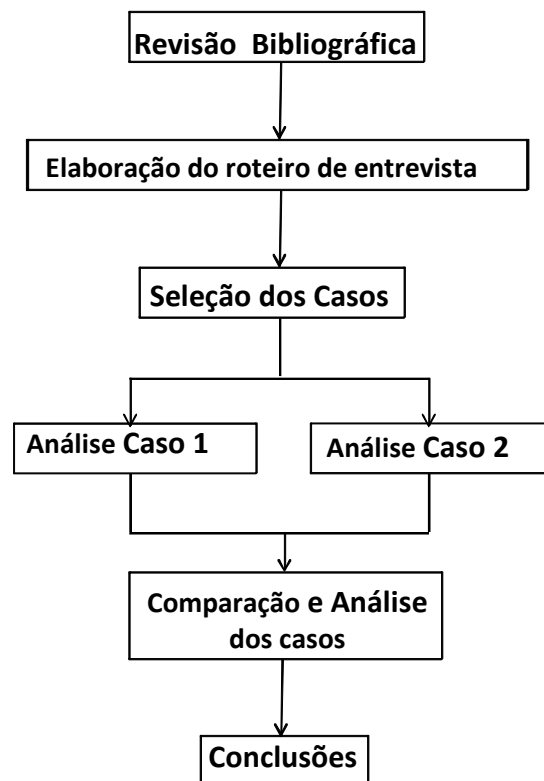 Revisão Bibliográfica
Elaboração do roteiro de entrevista
Seleção dos Casos
Análise Caso 1
Análise Caso 2
Comparação e Análise
dos casos
Conclusões